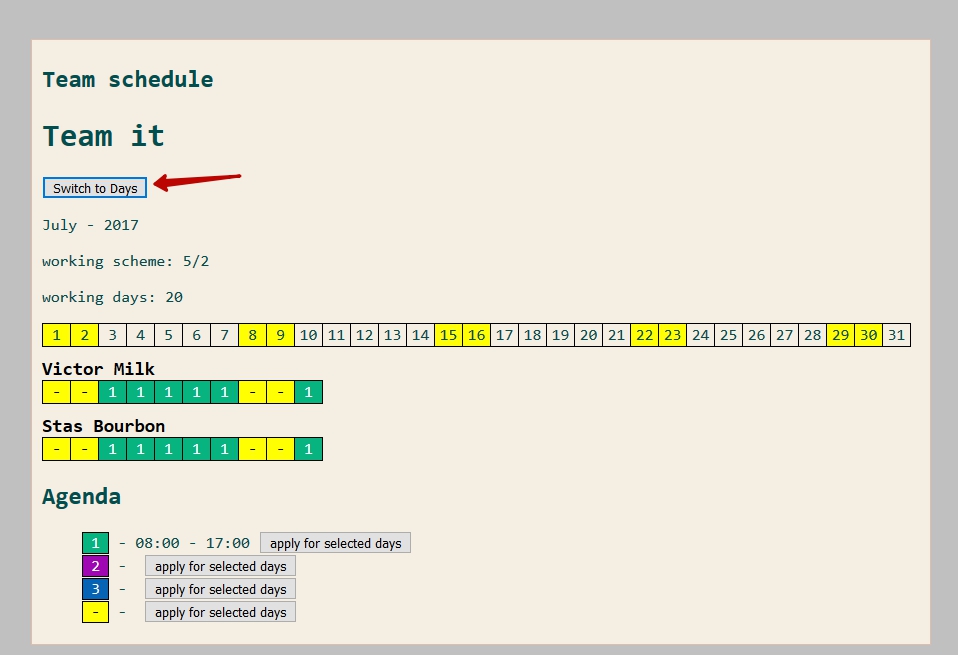 Team schedule
Team it
Switch to Days
July - 2017
working scheme: 5/2
working days: 20
1 2 3 4 5 6 7 8 9 10 11 12 13 14 15 16 17 18 19 20 21 22 23 24 25 26 27 28 29 30 31
Victor Milk
- - 1 1 1 1 1 - - 1
Stas Bourbon
- - 1 1 1 1 1 - - 1
Agenda
1 - 08:00 - 17:00 apply for selected days
2 - apply for selected days
3 - apply for selected days
- - apply for selected days